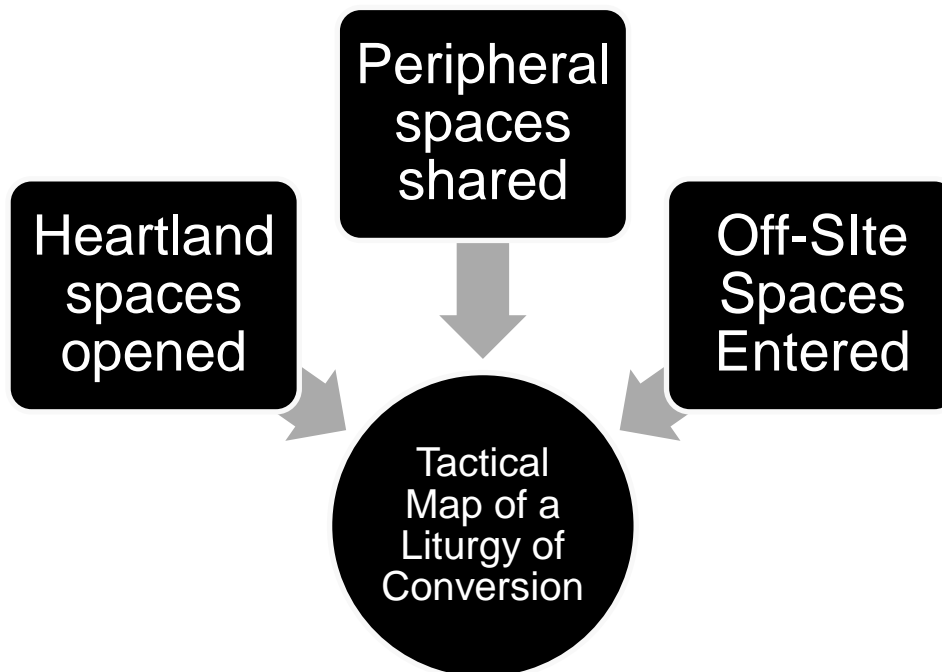 Heartland
spaces
opened
Peripheral
spaces
shared
Off-SIte
Spaces
Entered
Tactical
Map of a
Liturgy of
Conversion